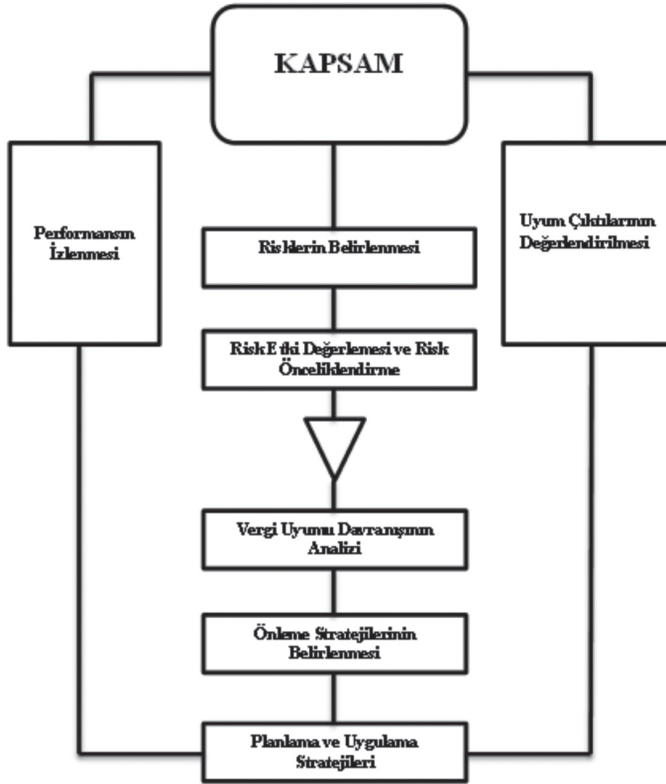 KAPSAM
Performansın
İzlenmesi
Risklerin Belirlenmesi
Uyum Çıktılarının
Değerlendirilmesi
Risk Etki Değerlemesi ve Risk
Önceliklendirme
Vergi Uyumu Davranışının
Analizi
Önleme Stratejilerinin
Belirlenmesi
Planlama ve Uygulama
Stratejileri